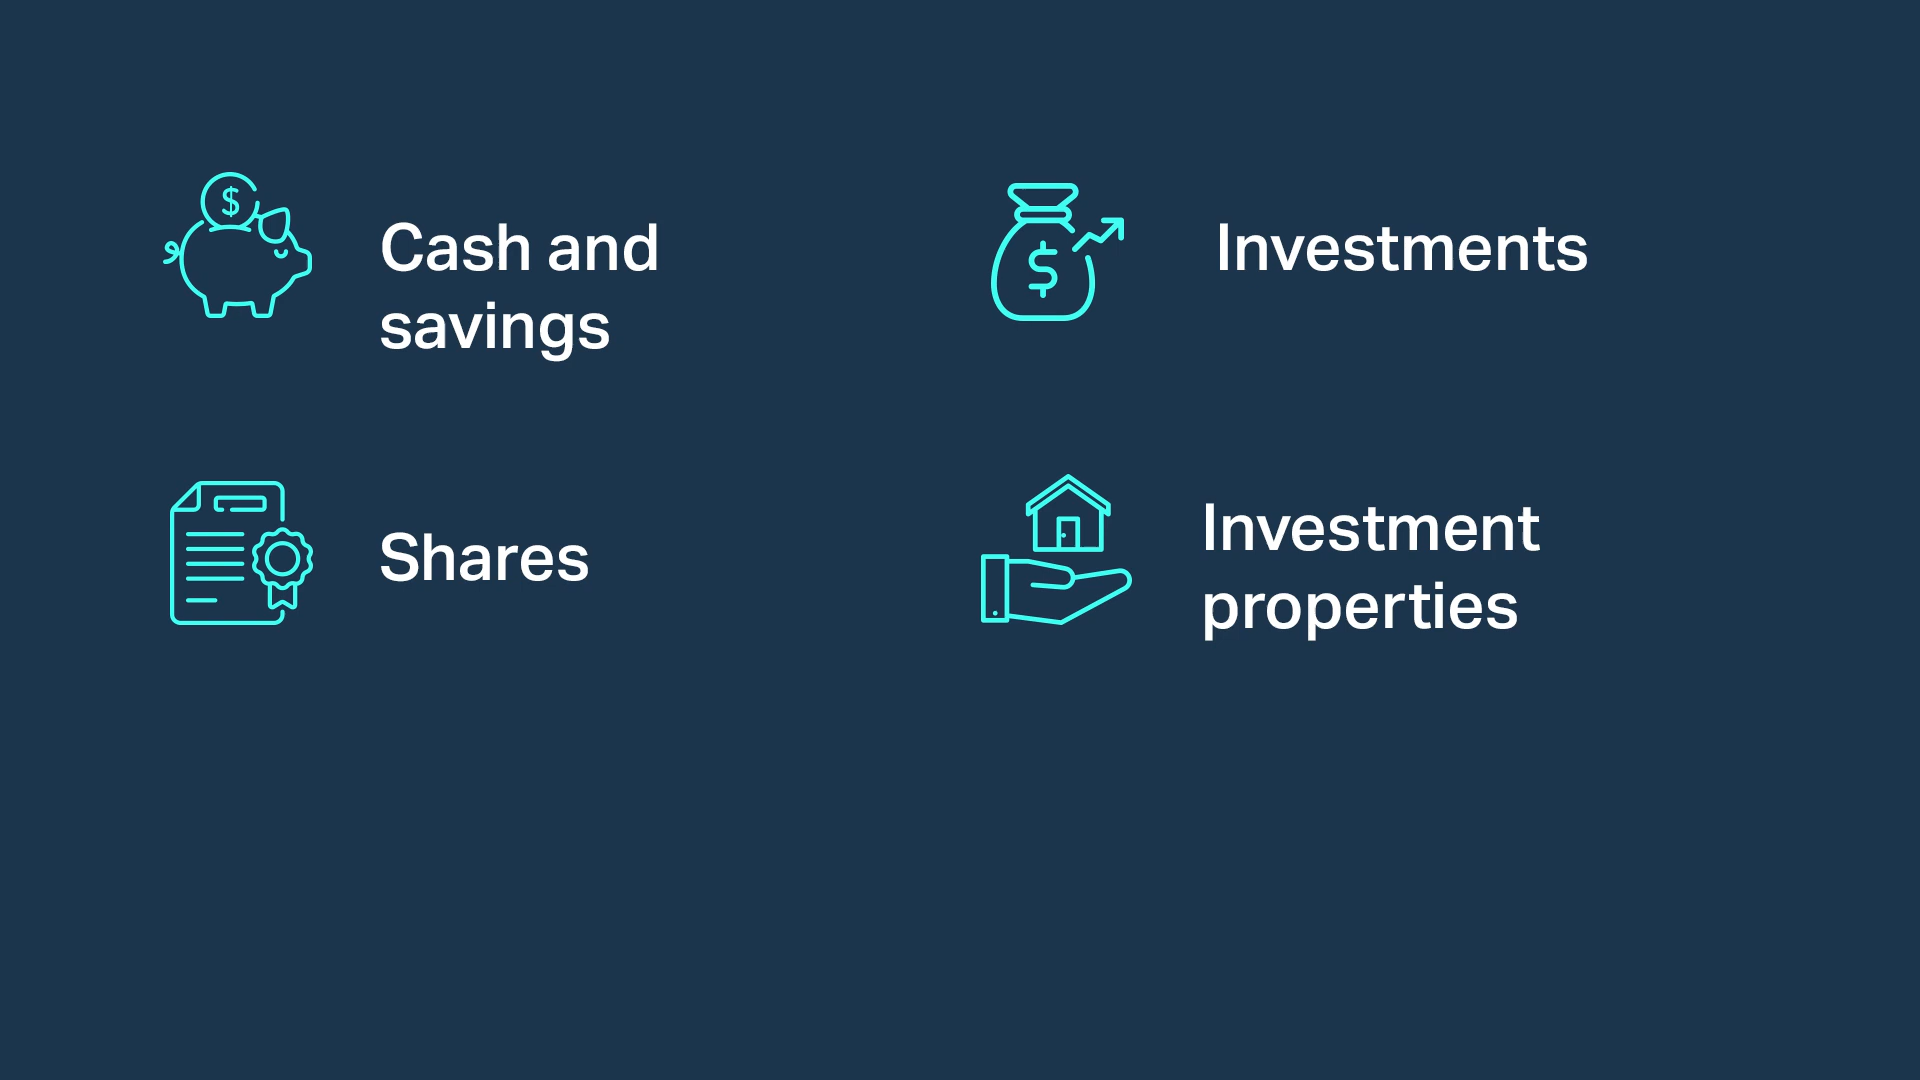 $
Cash and
savings
$
Investments
Shares
Investment
properties